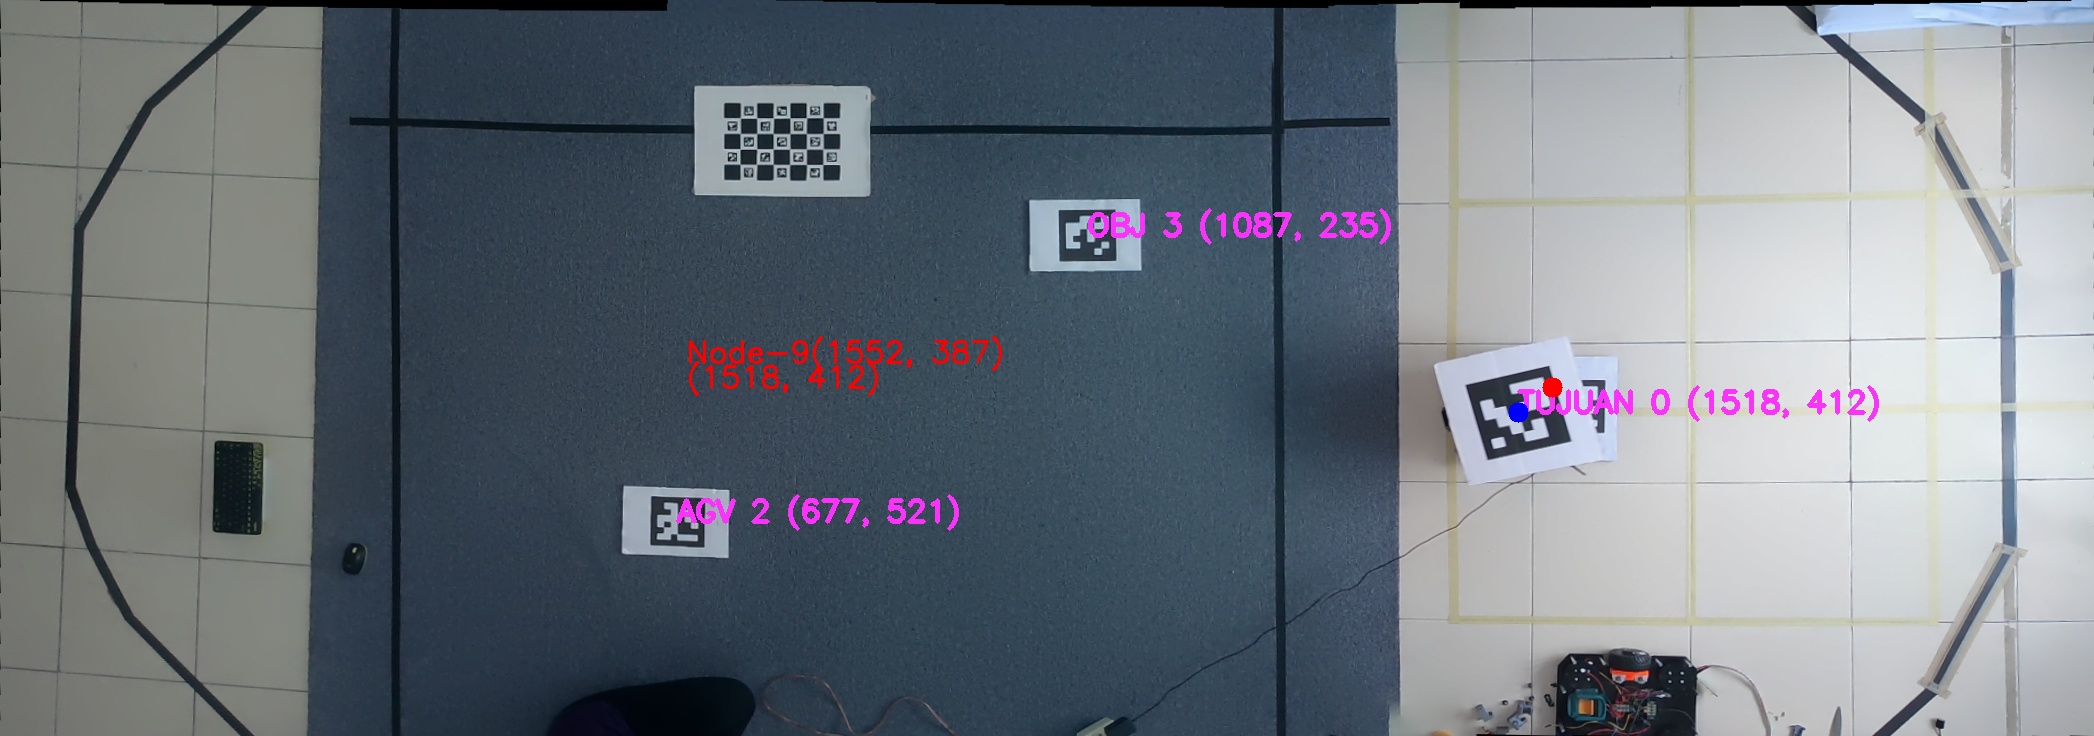 OBJ 3 (1087, 235)
Node-9(1552, 387)
(1518, 412)
TUJUAN 0 (1518, 412)
AGV 2 (677, 521)